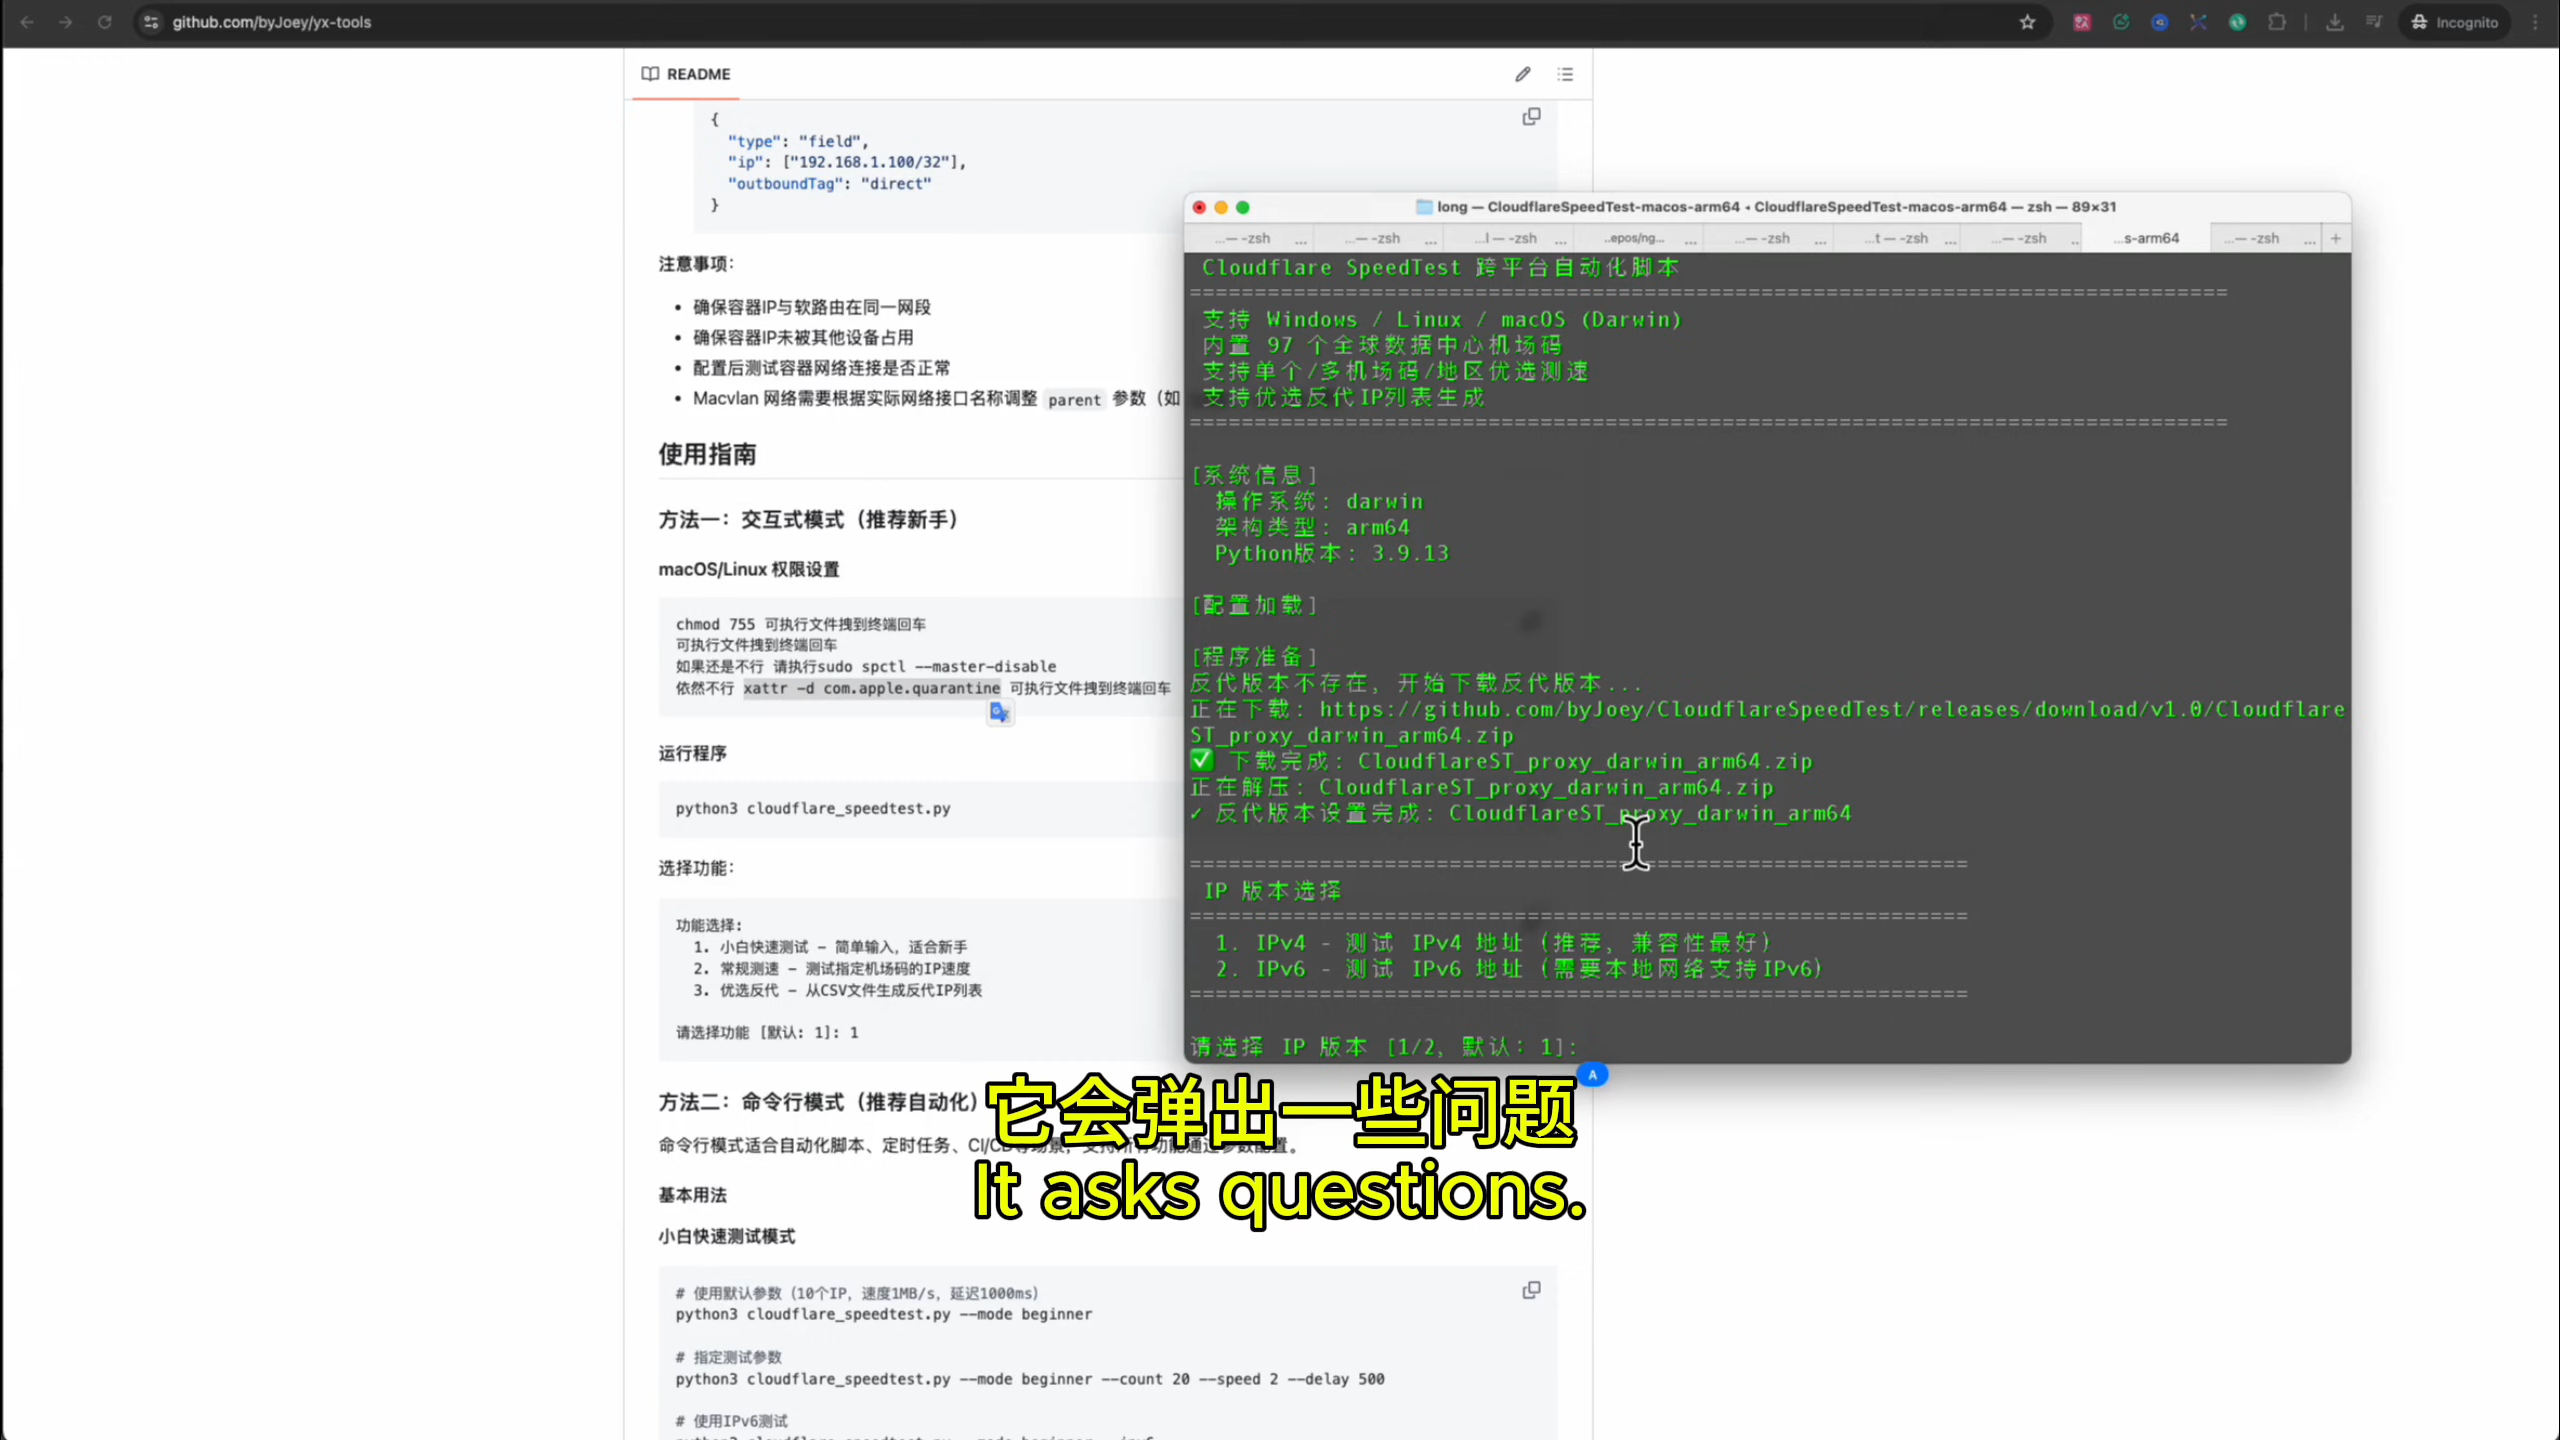 github.com/byJoey/yx-tools
Incognito
README
{
"type": "field",
"ip": ["192.168.1.100/32"],
"outboundTag": "direct"
}
注意事项：
• 确保容器IP与软路由在同一网段
• 确保容器IP未被其他设备占用
• 配置后测试容器网络连接是否正常
• Macvlan 网络需要根据实际网络接口名称调整 parent 参数（如
使用指南
方法一：交互式模式（推荐新手）
macOS/Linux 权限设置
chmod 755 可执行文件拽到终端回车
可执行文件拽到终端回车
如果还是不行 请执行sudo spctl --master-disable
依然不行 xattr -d com.apple.quarantine 可执行文件拽到终端回车
运行程序
python3 cloudflare_speedtest.py
选择功能：
功能选择:
1. 小白快速测试 - 简单输入，适合新手
2. 常规测速 - 测试指定机场码的IP速度
3. 优选反代 - 从CSV文件生成反代IP列表
请选择功能 [默认: 1]: 1
方法二：命令行模式（推荐自动化）
命令行模式适合自动化脚本、定时任务、CI/CD等场景，支持所有功能通过参数配置。
基本用法
小白快速测试模式
# 使用默认参数（10个IP，速度1MB/s，延迟1000ms）
python3 cloudflare_speedtest.py --mode beginner
# 指定测试参数
python3 cloudflare_speedtest.py --mode beginner --count 20 --speed 2 --delay 500
# 使用IPv6测试
long — CloudflareSpeedTest-macos-arm64 • CloudflareSpeedTest-macos-arm64 — zsh — 89×31
...— -zsh ... ...— -zsh ... ...l — -zsh ... ...epos/ng... ... ...— -zsh ... ...t — -zsh ... ...— -zsh ... ...s-arm64 ...— -zsh ... +
Cloudflare SpeedTest 跨平台自动化脚本
================================================================================
支持 Windows / Linux / macOS (Darwin)
内置 97 个全球数据中心机场码
支持单个/多机场码/地区优选测速
支持优选反代IP列表生成
================================================================================
[系统信息]
操作系统: darwin
架构类型: arm64
Python版本: 3.9.13
[配置加载]
[程序准备]
反代版本不存在，开始下载反代版本...
正在下载: https://github.com/byJoey/CloudflareSpeedTest/releases/download/v1.0/Cloudflare
ST_proxy_darwin_arm64.zip
✅ 下载完成: CloudflareST_proxy_darwin_arm64.zip
正在解压: CloudflareST_proxy_darwin_arm64.zip
✓ 反代版本设置完成: CloudflareST_proxy_darwin_arm64
============================================================
IP 版本选择
============================================================
1. IPv4 - 测试 IPv4 地址（推荐，兼容性最好）
2. IPv6 - 测试 IPv6 地址（需要本地网络支持IPv6）
============================================================
请选择 IP 版本 [1/2, 默认: 1]:
A
它会弹出一些问题
It asks questions.